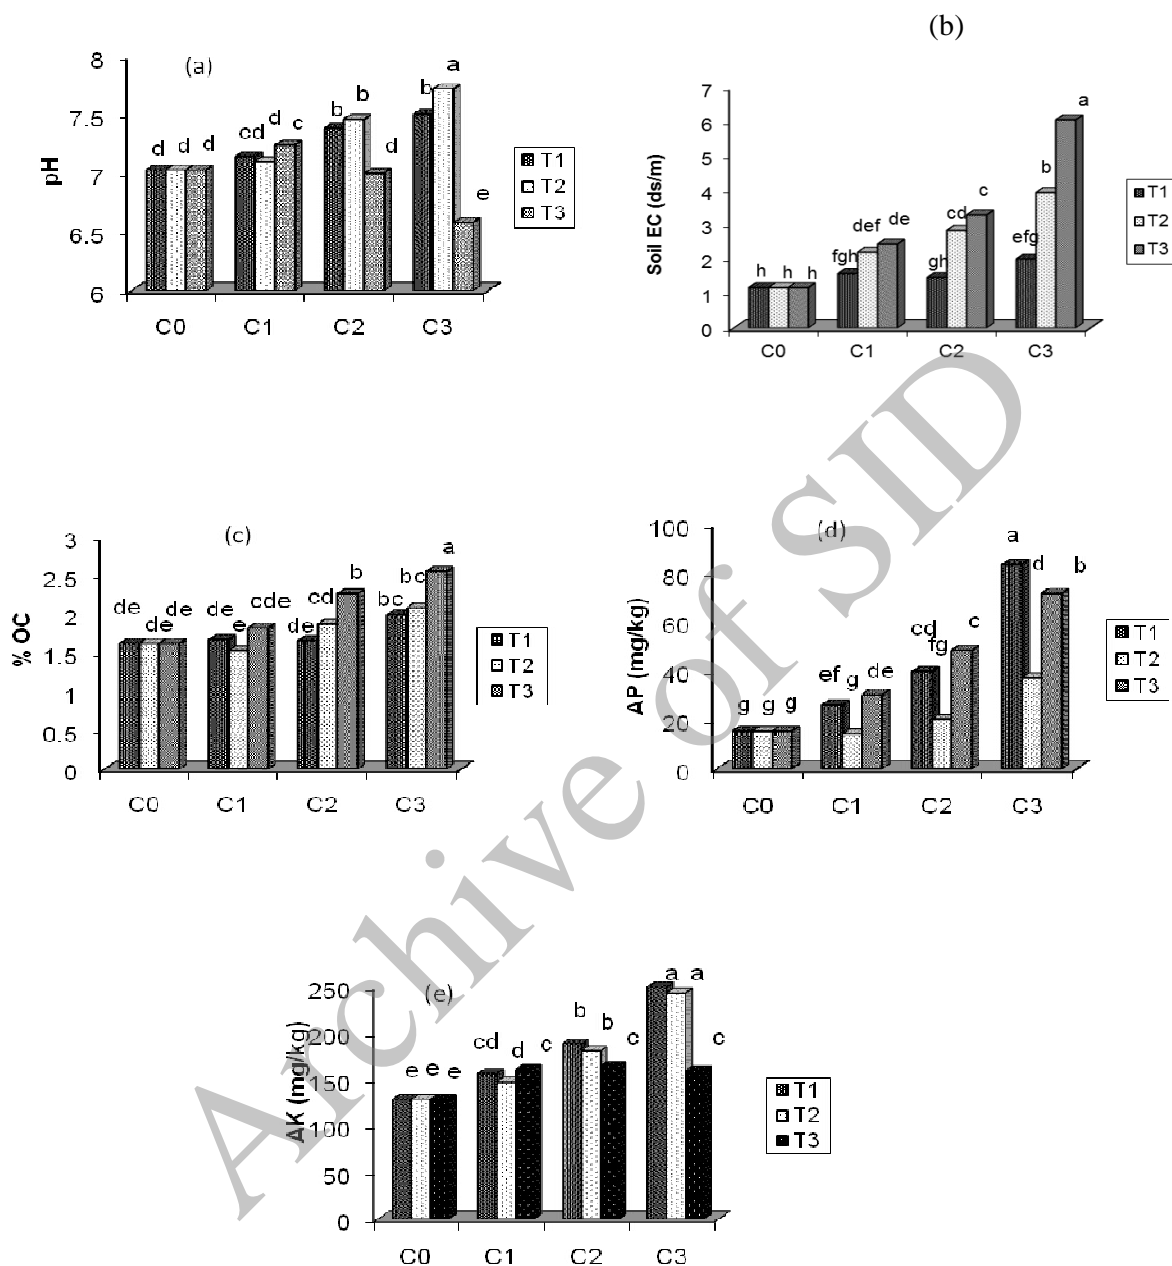 (a)
pH
8
7.5
7
6.5
6
d d d
cd d c
b b d
b a e
C0 C1 C2 C3
T1
T2
T3
(b)
Soil EC (ds/m)
7
6
5
4
3
2
1
0
h h h
fgh def de
gh cd c
efg b a
C0 C1 C2 C3
T1
T2
T3
(c)
% OC
3
2.5
2
1.5
1
0.5
0
de de de
de e cde
de cd b
bc bc a
C0 C1 C2 C3
T1
T2
T3
(d)
AP (mg/kg)
100
80
60
40
20
0
g g g
ef g de
cd fg c
a d b
C0 C1 C2 C3
T1
T2
T3
(e)
AK (mg/kg)
250
200
150
100
50
0
e e e
cd d c
b b c
a a c
C0 C1 C2 C3
T1
T2
T3
Archive of SID